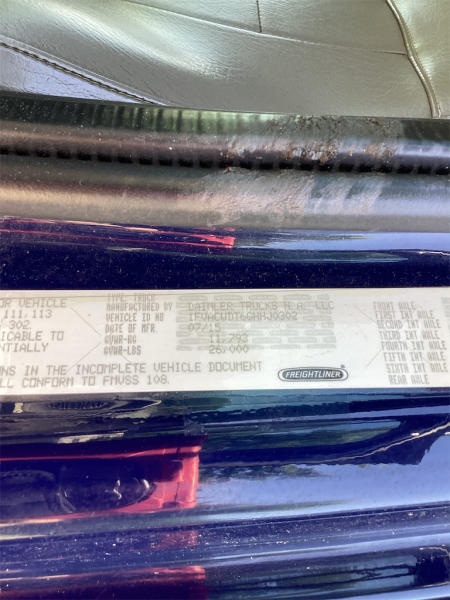 TYPE: TRUCK
OR VEHICLE MANUFACTURED BY DAIMLER TRUCKS N.A. LLC FRONT AXLE
111, 113 VEHICLE ID NO FIRST INT AXLE
302, DATE OF MFR. 07/15 SECOND INT AXLE
ICABLE TO GVWR-KG 11,793 THIRD INT AXLE
NTIALLY GVWR-LBS 26,000 FOURTH INT AXLE
FIFTH INT AXLE
NS IN THE INCOMPLETE VEHICLE DOCUMENT SIXTH INT AXLE
LL CONFORM TO FMVSS 108. FREIGHTLINER REAR AXLE